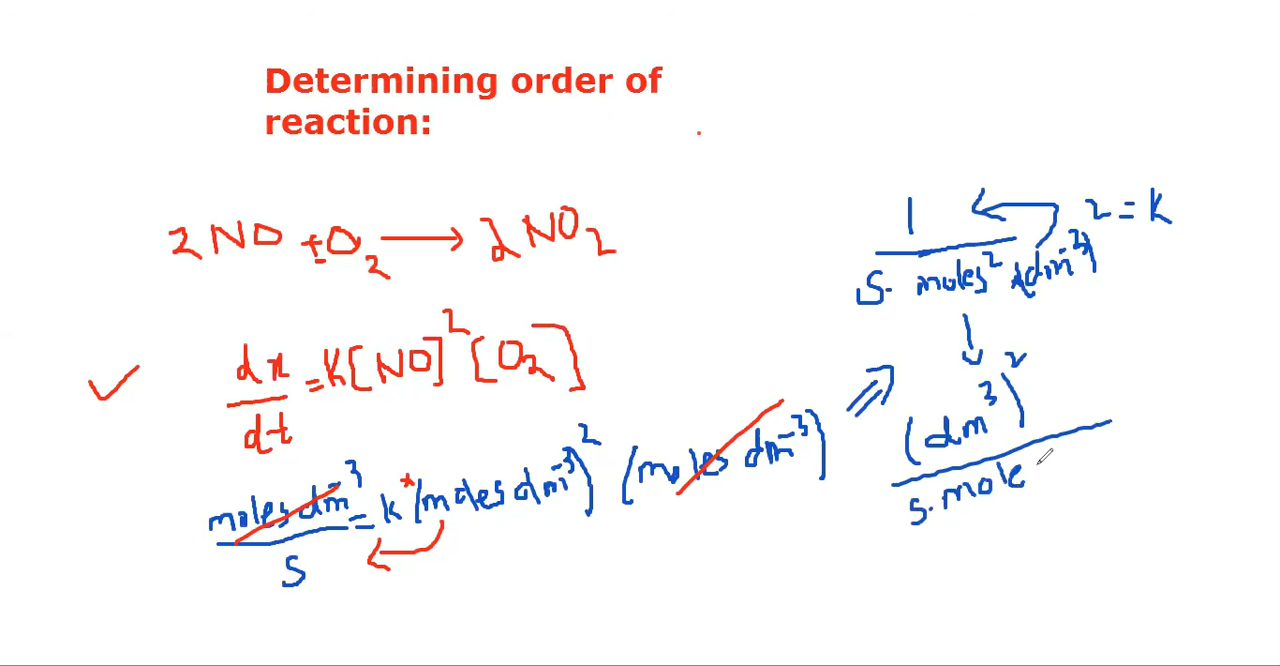 Determining order of
reaction:
2NO + O₂ ⟶ 2NO₂
dx/dt = K[NO]² [O₂]
moles dm⁻³/S = k * (moles dm⁻³)² (moles dm⁻³)
1/S. moles² (dm⁻³)² = K
(dm³)²/s. mole